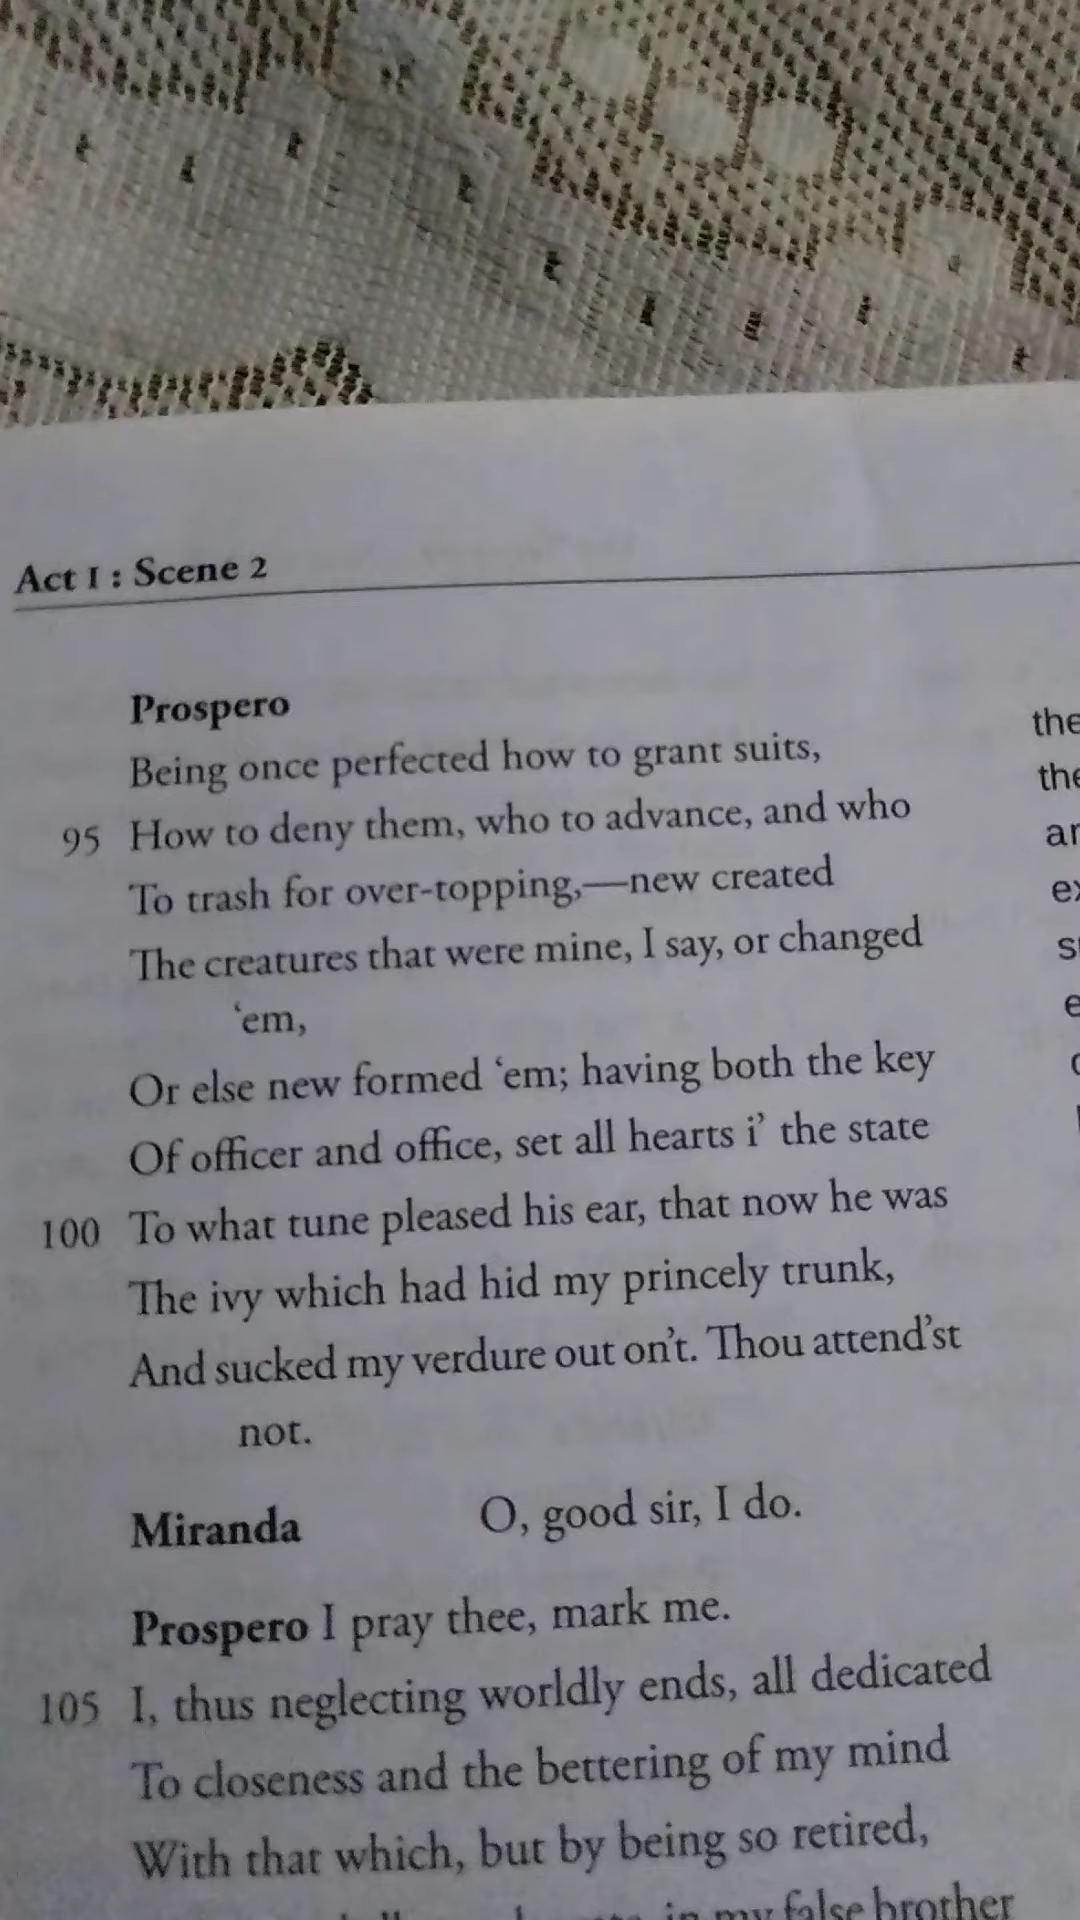 Act 1 : Scene 2
Prospero
Being once perfected how to grant suits,
95 How to deny them, who to advance, and who
To trash for over-topping,—new created
The creatures that were mine, I say, or changed
‘em,
Or else new formed ‘em; having both the key
Of officer and office, set all hearts i’ the state
100 To what tune pleased his ear, that now he was
The ivy which had hid my princely trunk,
And sucked my verdure out on’t. Thou attend’st
not.
Miranda O, good sir, I do.
Prospero I pray thee, mark me.
105 I, thus neglecting worldly ends, all dedicated
To closeness and the bettering of my mind
With that which, but by being so retired,
in my false brother
the